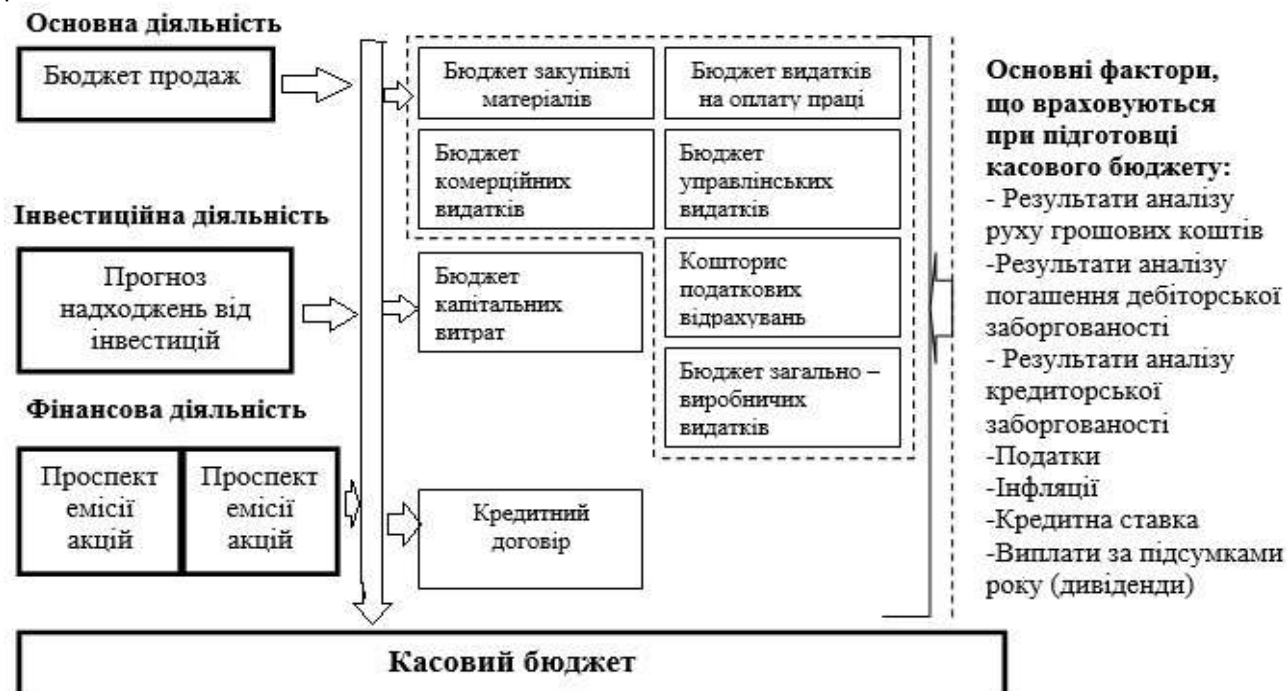 Основна діяльність
Бюджет продаж
Інвестиційна діяльність
Прогноз
надходжень від
інвестицій
Фінансова діяльність
Проспект
емісії
акцій
Проспект
емісії
акцій
Бюджет закупівлі
матеріалів
Бюджет видатків
на оплату праці
Бюджет
комерційних
видатків
Бюджет
управлінських
видатків
Бюджет
капітальних
витрат
Кошторис
податкових
відрахувань
Бюджет загально –
виробничих
видатків
Кредитний
договір
Основні фактори,
що враховуються
при підготовці
касового бюджету:
- Результати аналізу
руху грошових коштів
-Результати аналізу
погашення дебіторської
заборгованості
- Результати аналізу
кредиторської
заборгованості
-Податки
-Інфляції
-Кредитна ставка
-Виплати за підсумками
року (дивіденди)
Касовий бюджет